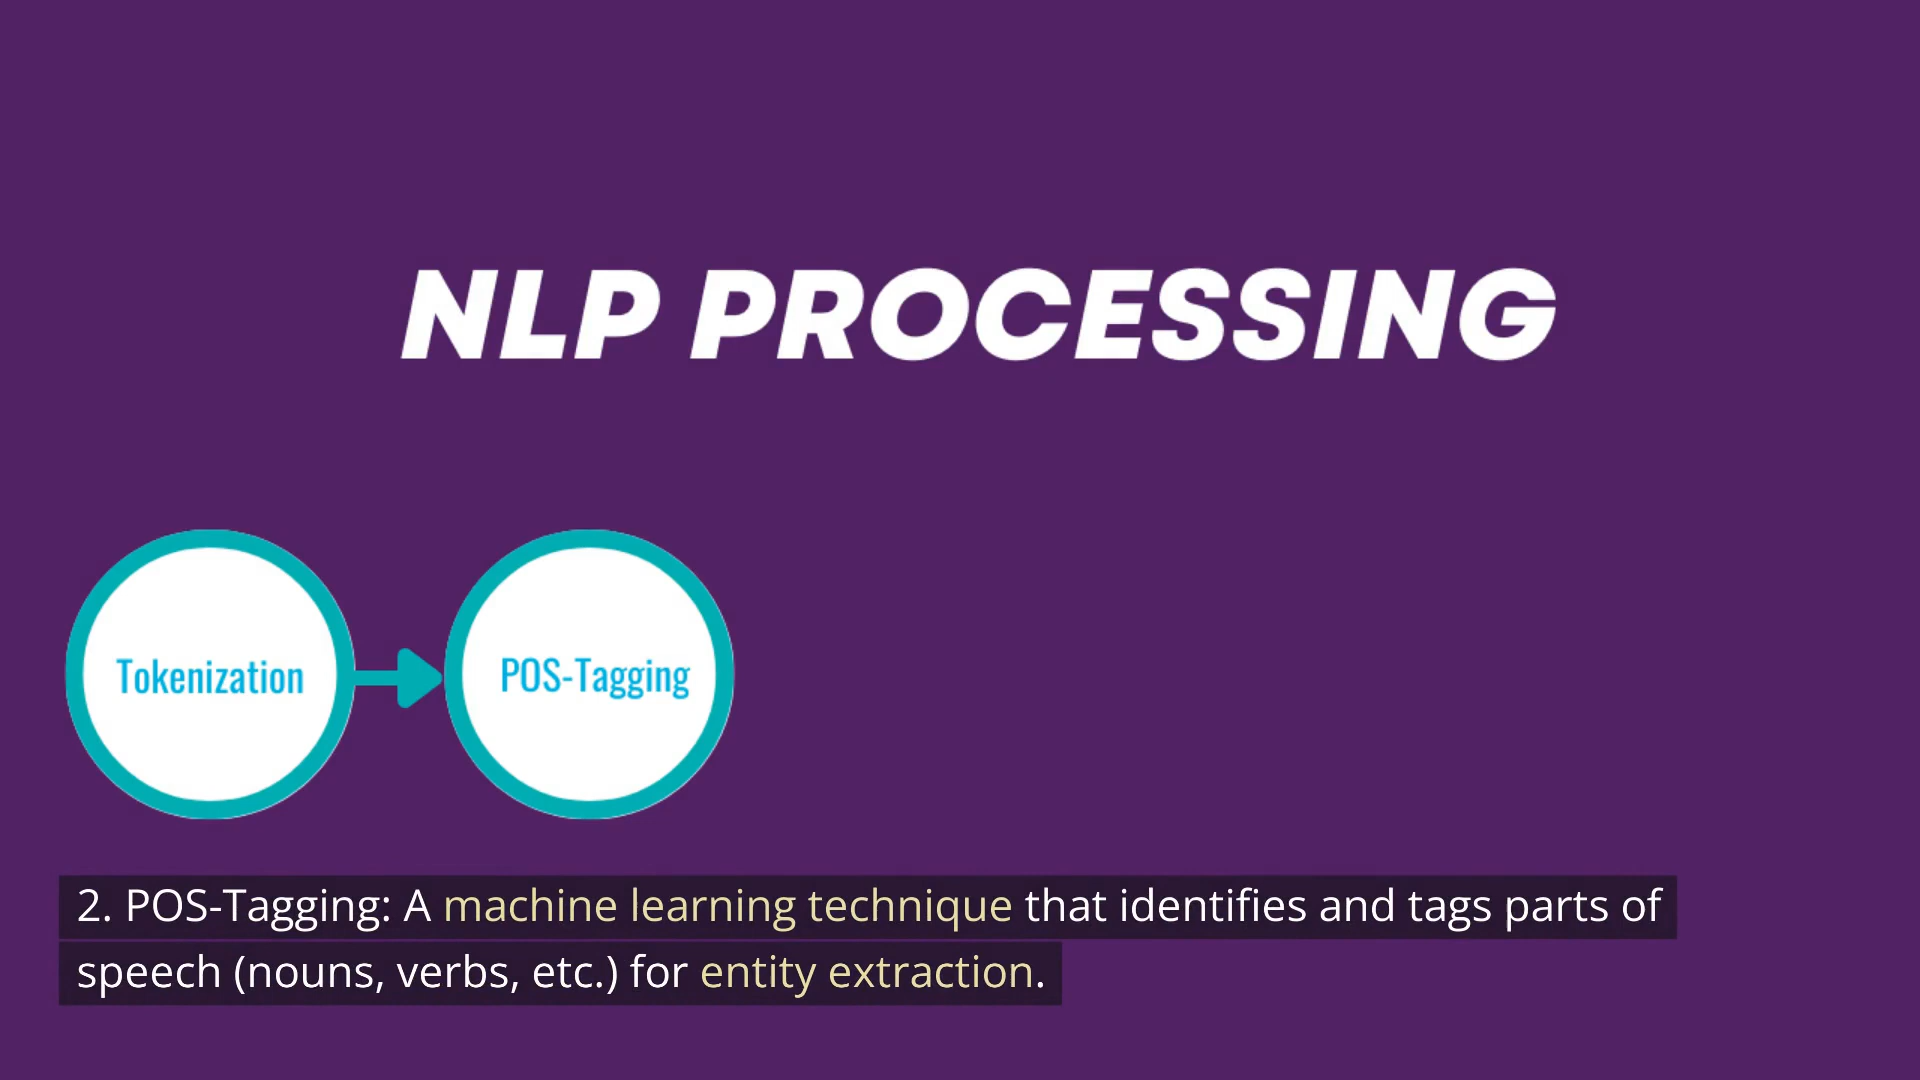 NLP PROCESSING
Tokenization
POS-Tagging
2. POS-Tagging: A machine learning technique that identifies and tags parts of
speech (nouns, verbs, etc.) for entity extraction.